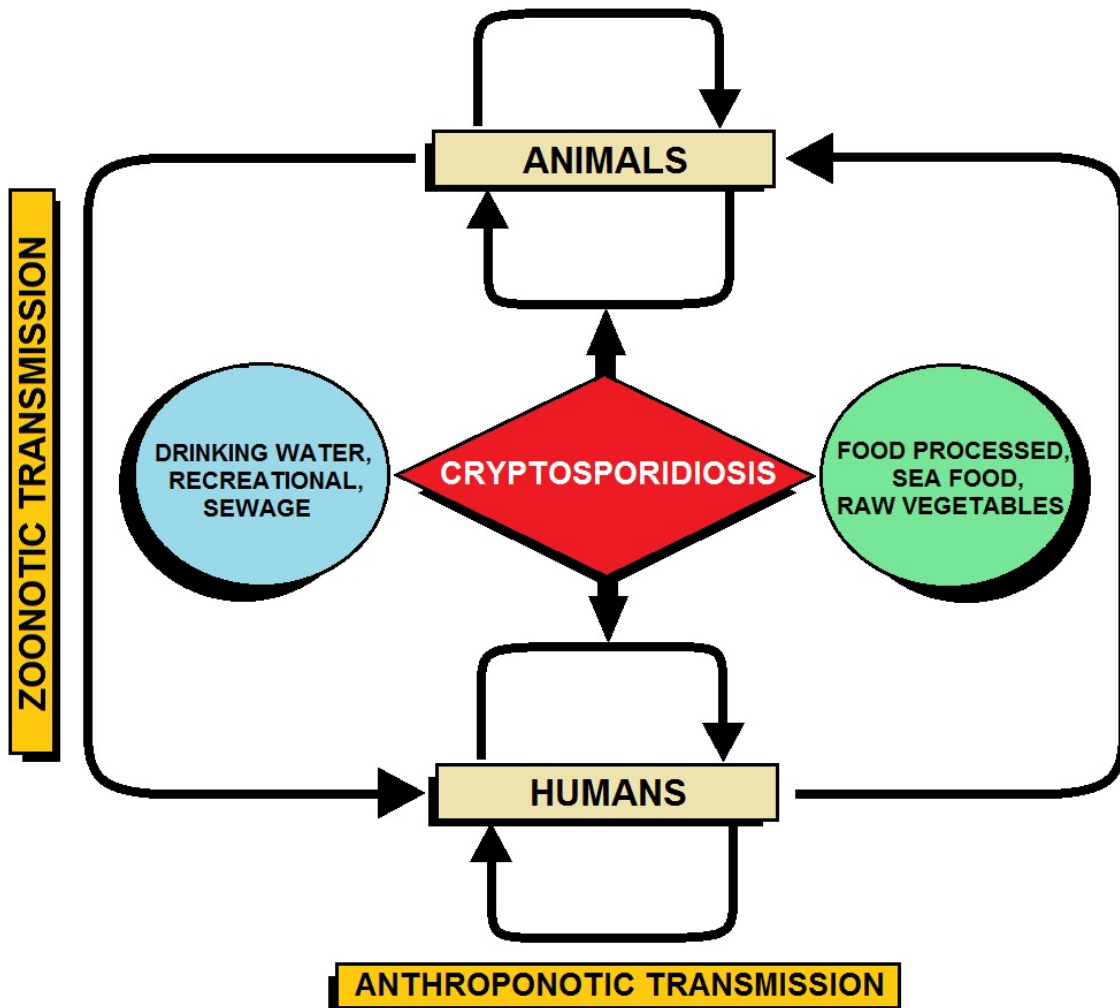 ANIMALS
ZOONOTIC TRANSMISSION
DRINKING WATER,
RECREATIONAL,
SEWAGE
CRYPTOSPORIDIOSIS
FOOD PROCESSED,
SEA FOOD,
RAW VEGETABLES
HUMANS
ANTHROPONOTIC TRANSMISSION